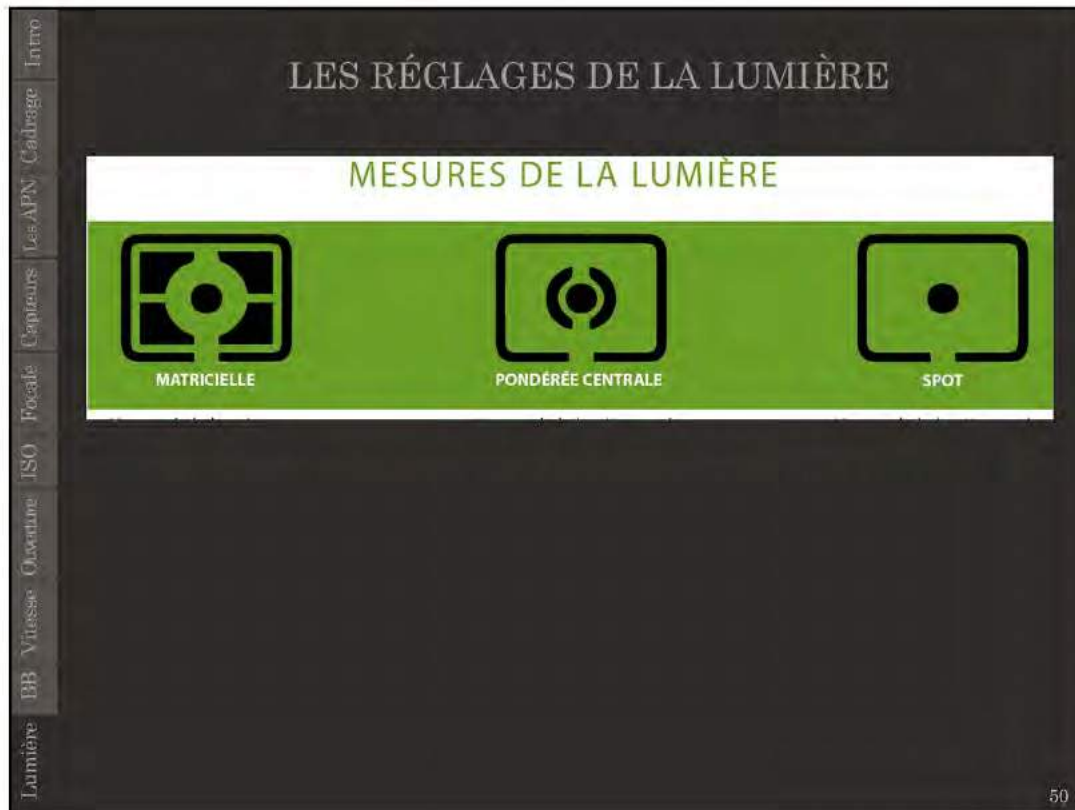 LES RÉGLAGES DE LA LUMIÈRE
MESURES DE LA LUMIÈRE
MATRICIELLE
PONDÉRÉE CENTRALE
SPOT
Intro
Cadrage
Les APN
Capteurs
Focale
ISO
Ouverture
Vitesse
BB
Lumière
50